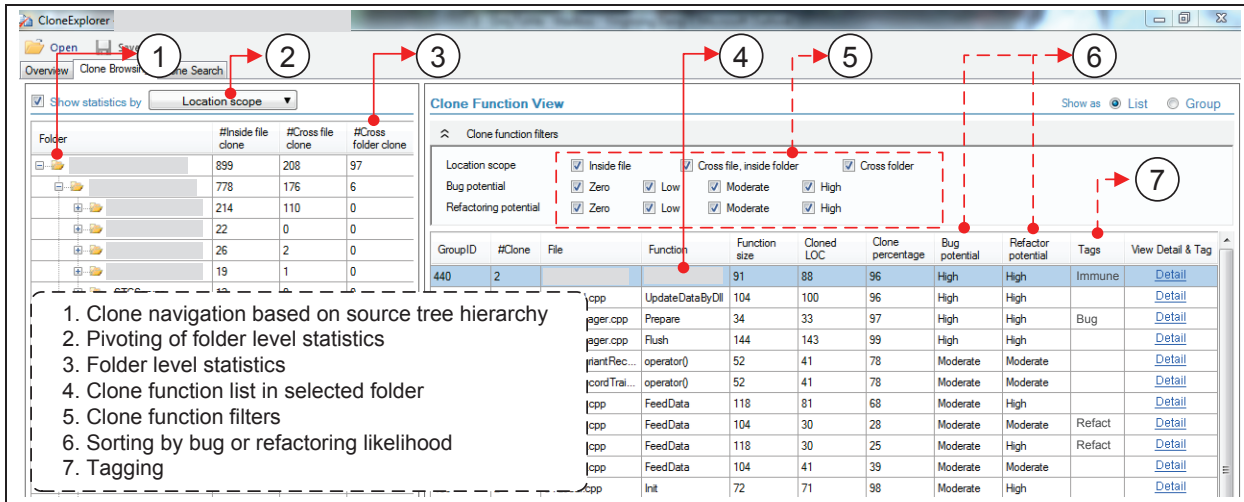 CloneExplorer
Open Save
1 2 3 4 5 6 7
Overview Clone Browsing Clone Search
Show statistics by Location scope ▼
Folder #Inside file clone #Cross file clone #Cross folder clone
899 208 97
778 176 6
214 110 0
22 0 0
26 2 0
19 1 0
1. Clone navigation based on source tree hierarchy
2. Pivoting of folder level statistics
3. Folder level statistics
4. Clone function list in selected folder
5. Clone function filters
6. Sorting by bug or refactoring likelihood
7. Tagging
Clone Function View Show as List Group
Clone function filters
Location scope Inside file Cross file, inside folder Cross folder
Bug potential Zero Low Moderate High
Refactoring potential Zero Low Moderate High
GroupID #Clone File Function Function size Cloned LOC Clone percentage Bug potential Refactor potential Tags View Detail & Tag
440 2 91 88 96 High High Immune Detail
.cpp UpdateDataByDll 104 100 96 High High Detail
ager.cpp Prepare 34 33 97 High High Bug Detail
ager.cpp Flush 144 143 99 High High Detail
riantRec... operator() 52 41 78 Moderate Moderate Detail
cordTrai... operator() 52 41 78 Moderate Moderate Detail
.cpp FeedData 118 81 68 Moderate High Detail
.cpp FeedData 104 30 28 Moderate Moderate Refact Detail
.cpp FeedData 118 30 25 Moderate High Refact Detail
.cpp FeedData 104 41 39 Moderate Moderate Detail
.cpp Init 72 71 98 Moderate High Detail